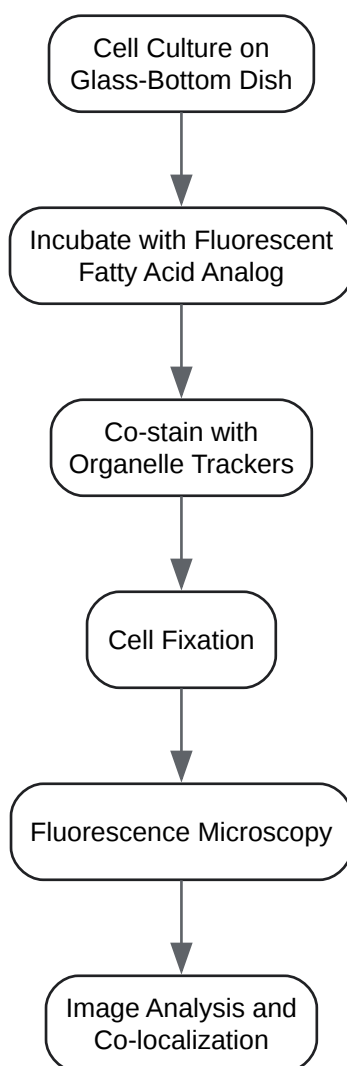 Cell Culture on
Glass-Bottom Dish
Incubate with Fluorescent
Fatty Acid Analog
Co-stain with
Organelle Trackers
Cell Fixation
Fluorescence Microscopy
Image Analysis and
Co-localization